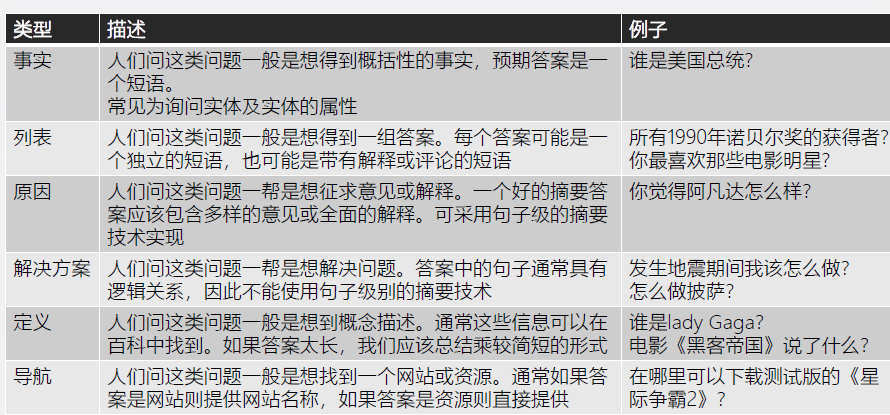 类型 描述 例子
事实 人们问这类问题一般是想得到概括性的事实，预期答案是一 谁是美国总统?
个短语。
常见为询问实体及实体的属性
列表 人们问这类问题一般是想得到一组答案。每个答案可能是一 所有1990年诺贝尔奖的获得者?
个独立的短语，也可能是带有解释或评论的短语 你最喜欢那些电影明星?
原因 人们问这类问题一帮是想征求意见或解释。一个好的摘要答 你觉得阿凡达怎么样?
案应该包含多样的意见或全面的解释。可采用句子级的摘要
技术实现
解决方案 人们问这类问题一帮是想解决问题。答案中的句子通常具有 发生地震期间我该怎么做?
逻辑关系，因此不能使用句子级别的摘要技术 怎么做披萨?
定义 人们问这类问题一般是想到概念描述。通常这些信息可以在 谁是lady Gaga?
百科中找到。如果答案太长，我们应该总结乘较简短的形式 电影《黑客帝国》说了什么?
导航 人们问这类问题一般是想找到一个网站或资源。通常如果答 在哪里可以下载测试版的《星
案是网站则提供网站名称，如果答案是资源则直接提供 际争霸2》?